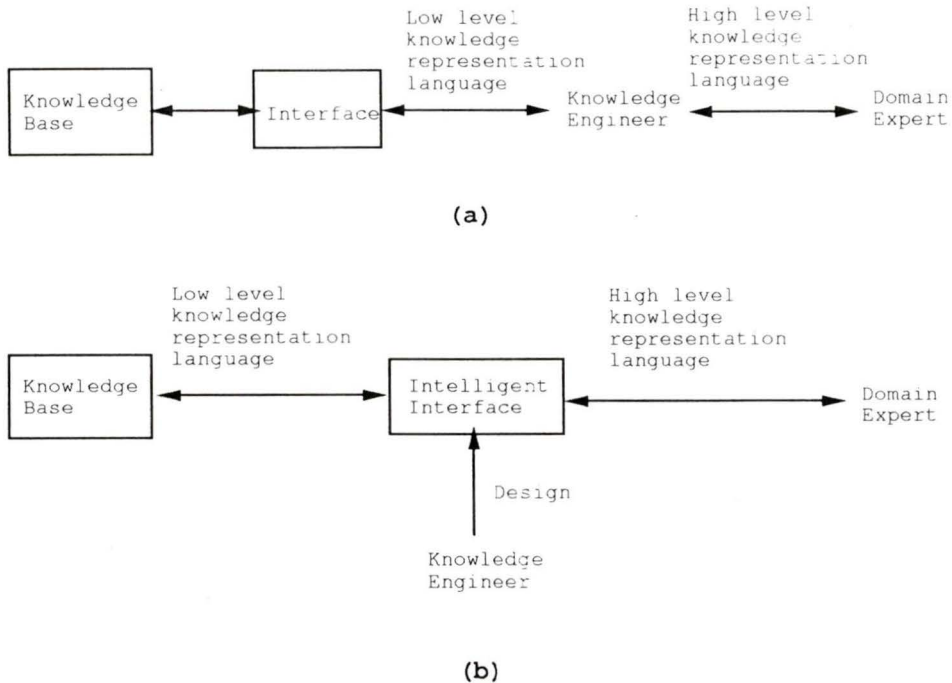 Low level
knowledge
representation
language
High level
knowledge
representation
language
Knowledge
Base
Interface
Knowledge
Engineer
Domain
Expert
(a)
Low level
knowledge
representation
language
High level
knowledge
representation
language
Knowledge
Base
Intelligent
Interface
Domain
Expert
Design
Knowledge
Engineer
(b)